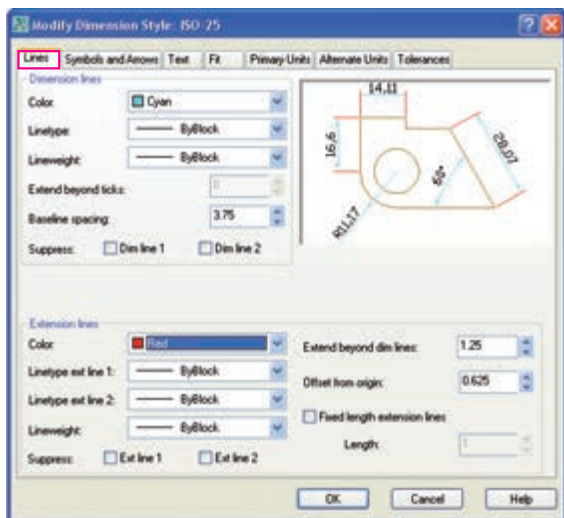 Modify Dimension Style: ISO-25
Lines Symbols and Arrows Text Fit Primary Units Alternate Units Tolerances
Dimension lines
Color: Cyan
Linetype: ByBlock
Lineweight: ByBlock
Extend beyond ticks: 0
Baseline spacing: 3.75
Suppress: Dim line 1 Dim line 2
14,11
16,6
28,07
60°
R11,17
Extension lines
Color: Red
Linetype ext line 1: ByBlock
Linetype ext line 2: ByBlock
Lineweight: ByBlock
Suppress: Ext line 1 Ext line 2
Extend beyond dim lines: 1.25
Offset from origin: 0.625
Fixed length extension lines
Length: 1
OK Cancel Help